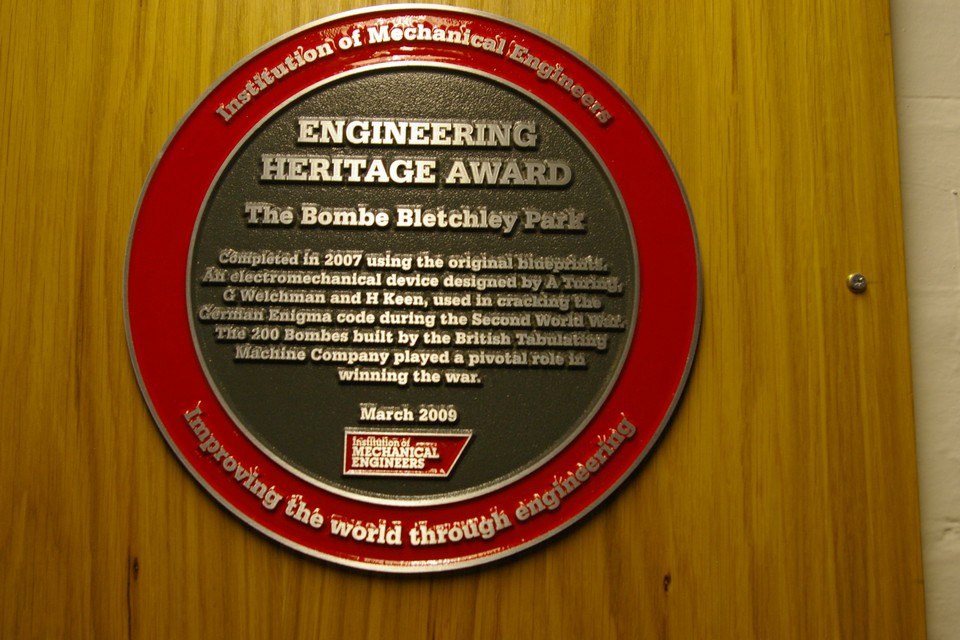 Institution of Mechanical Engineers
ENGINEERING
HERITAGE AWARD
The Bombe Bletchley Park
Completed in 2007 using the original blueprints.
An electromechanical device designed by A Turing,
G Welchman and H Keen, used in cracking the
German Enigma code during the Second World War.
The 200 Bombes built by the British Tabulating
Machine Company played a pivotal role in
winning the war.
March 2009
Institution of
MECHANICAL
ENGINEERS
Improving the world through engineering